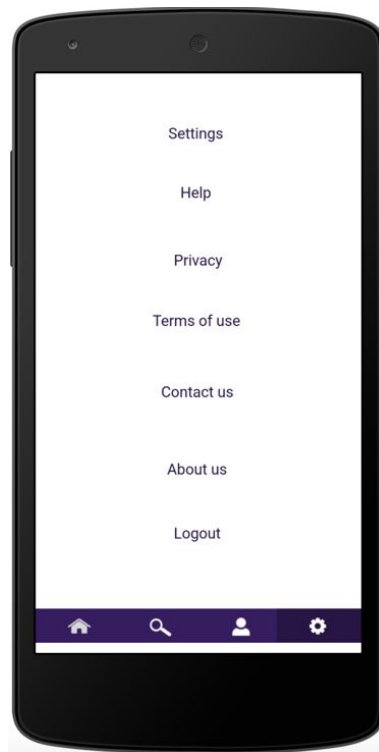 Settings
Help
Privacy
Terms of use
Contact us
About us
Logout